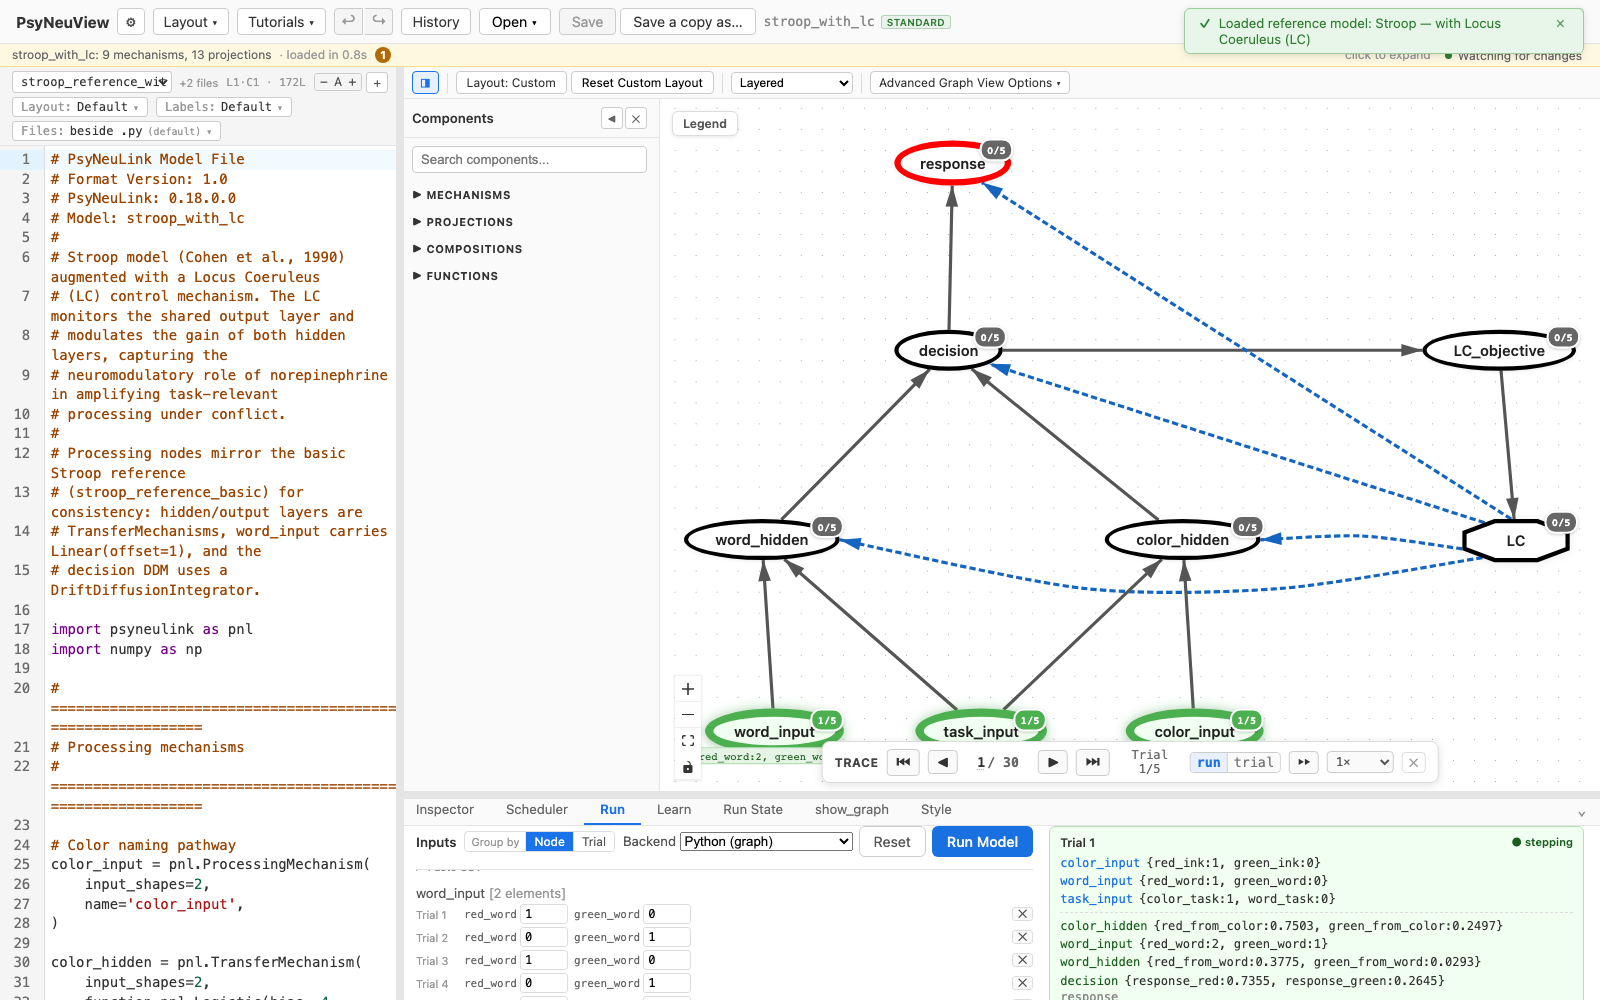 PsyNeuView
Layout ▾
Tutorials ▾
History
Open ▾
Save
Save a copy as...
stroop_with_lc
STANDARD
✓ Loaded reference model: Stroop — with Locus
Coeruleus (LC)
stroop_with_lc: 9 mechanisms, 13 projections · loaded in 0.8s 1
click to expand
Watching for changes
+2 files L1:C1 · 172L − A + +
Layout: Default ▾
Labels: Default ▾
Files: beside .py (default) ▾
1 # PsyNeuLink Model File
2 # Format Version: 1.0
3 # PsyNeuLink: 0.18.0.0
4 # Model: stroop_with_lc
5 #
6 # Stroop model (Cohen et al., 1990)
augmented with a Locus Coeruleus
7 # (LC) control mechanism. The LC
monitors the shared output layer and
8 # modulates the gain of both hidden
layers, capturing the
9 # neuromodulatory role of norepinephrine
in amplifying task-relevant
10 # processing under conflict.
11 #
12 # Processing nodes mirror the basic
Stroop reference
13 # (stroop_reference_basic) for
consistency: hidden/output layers are
14 # TransferMechanisms, word_input carries
Linear(offset=1), and the
15 # decision DDM uses a
DriftDiffusionIntegrator.
16
17 import psyneulink as pnl
18 import numpy as np
19
20 #
21 # Processing mechanisms
22 #
23
24 # Color naming pathway
25 color_input = pnl.ProcessingMechanism(
26 input_shapes=2,
27 name='color_input',
28 )
29
30 color_hidden = pnl.TransferMechanism(
31 input_shapes=2,
Layout: Custom
Reset Custom Layout
Layered
Advanced Graph View Options ▾
Components
Search components...
▶ MECHANISMS
▶ PROJECTIONS
▶ COMPOSITIONS
▶ FUNCTIONS
Legend
response 0/5
decision 0/5
LC_objective 0/5
word_hidden 0/5
color_hidden 0/5
LC 0/5
word_input 1/5
task_input 1/5
color_input 1/5
TRACE
1 / 30
Trial
1/5
run trial
1×
Inspector
Scheduler
Run
Learn
Run State
show_graph
Style
Inputs
Group by Node Trial
Backend Python (graph)
Reset
Run Model
word_input [2 elements]
Trial 1 red_word 1 green_word 0
Trial 2 red_word 0 green_word 1
Trial 3 red_word 1 green_word 0
Trial 4 red_word 0 green_word 1
Trial 1
stepping
color_input {red_ink:1, green_ink:0}
word_input {red_word:1, green_word:0}
task_input {color_task:1, word_task:0}
color_hidden {red_from_color:0.7503, green_from_color:0.2497}
word_input {red_word:2, green_word:1}
word_hidden {red_from_word:0.3775, green_from_word:0.0293}
decision {response_red:0.7355, response_green:0.2645}
response